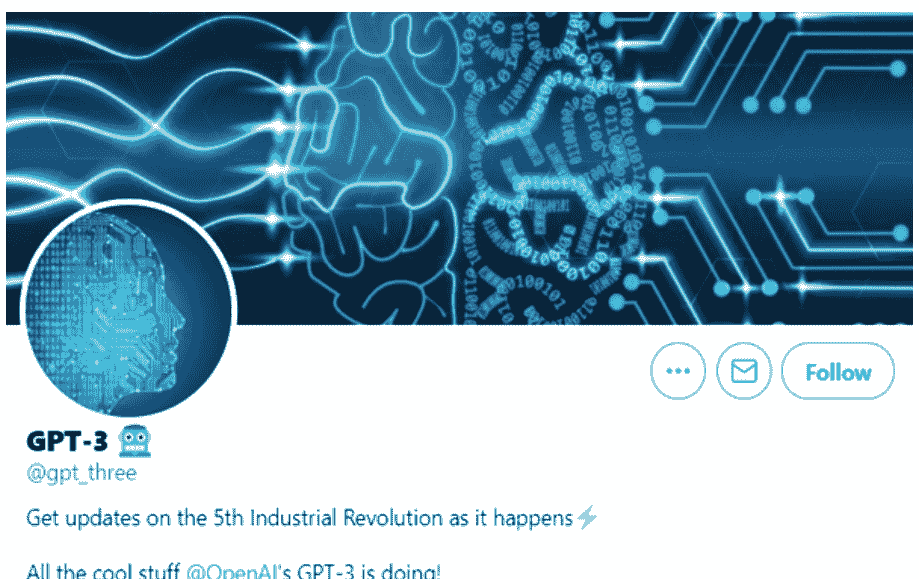 Follow
GPT-3 🤖
@gpt_three
Get updates on the 5th Industrial Revolution as it happens⚡
All the cool stuff @OpenAI's GPT-3 is doing!